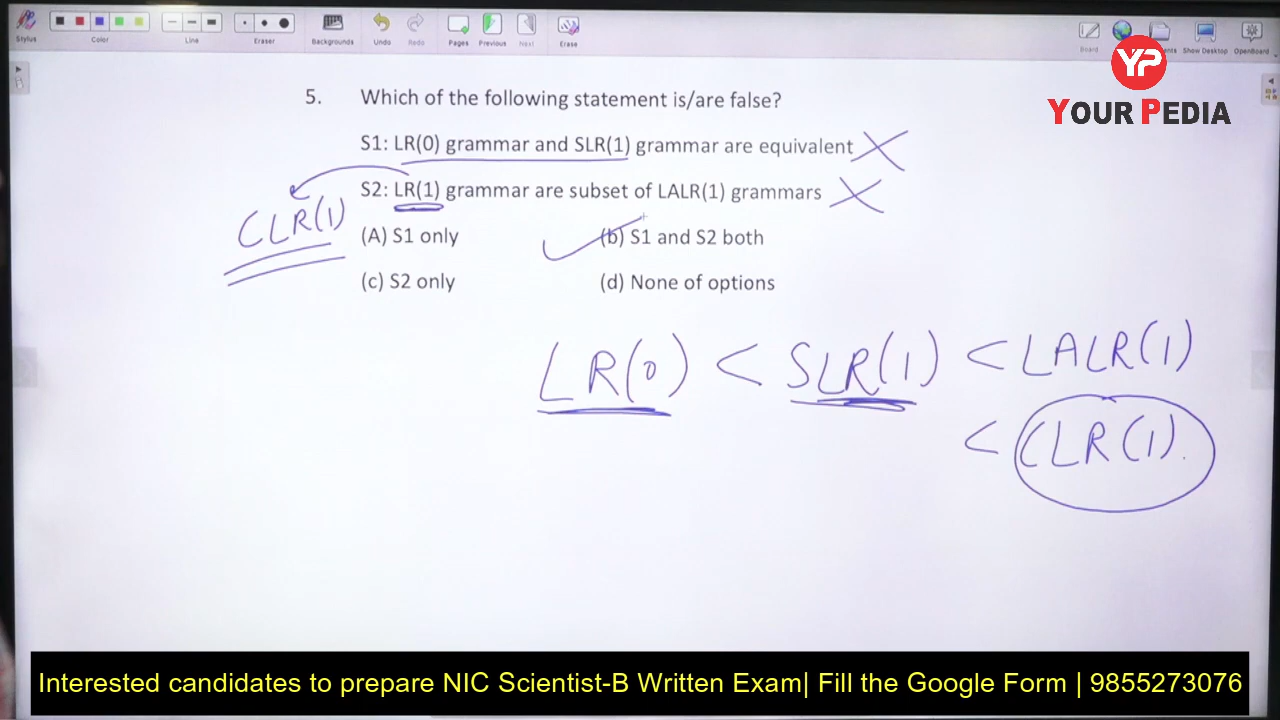 Stylus
Color
Line
Eraser
Backgrounds
Undo
Redo
Pages
Previous
Next
Erase
Board
Show Desktop
OpenBoard
YP
YOUR PEDIA
5. Which of the following statement is/are false?
S1: LR(0) grammar and SLR(1) grammar are equivalent
S2: LR(1) grammar are subset of LALR(1) grammars
CLR(1)
(A) S1 only (b) S1 and S2 both
(c) S2 only (d) None of options
LR(0) < SLR(1) < LALR(1)
< CLR(1).
Interested candidates to prepare NIC Scientist-B Written Exam| Fill the Google Form | 9855273076